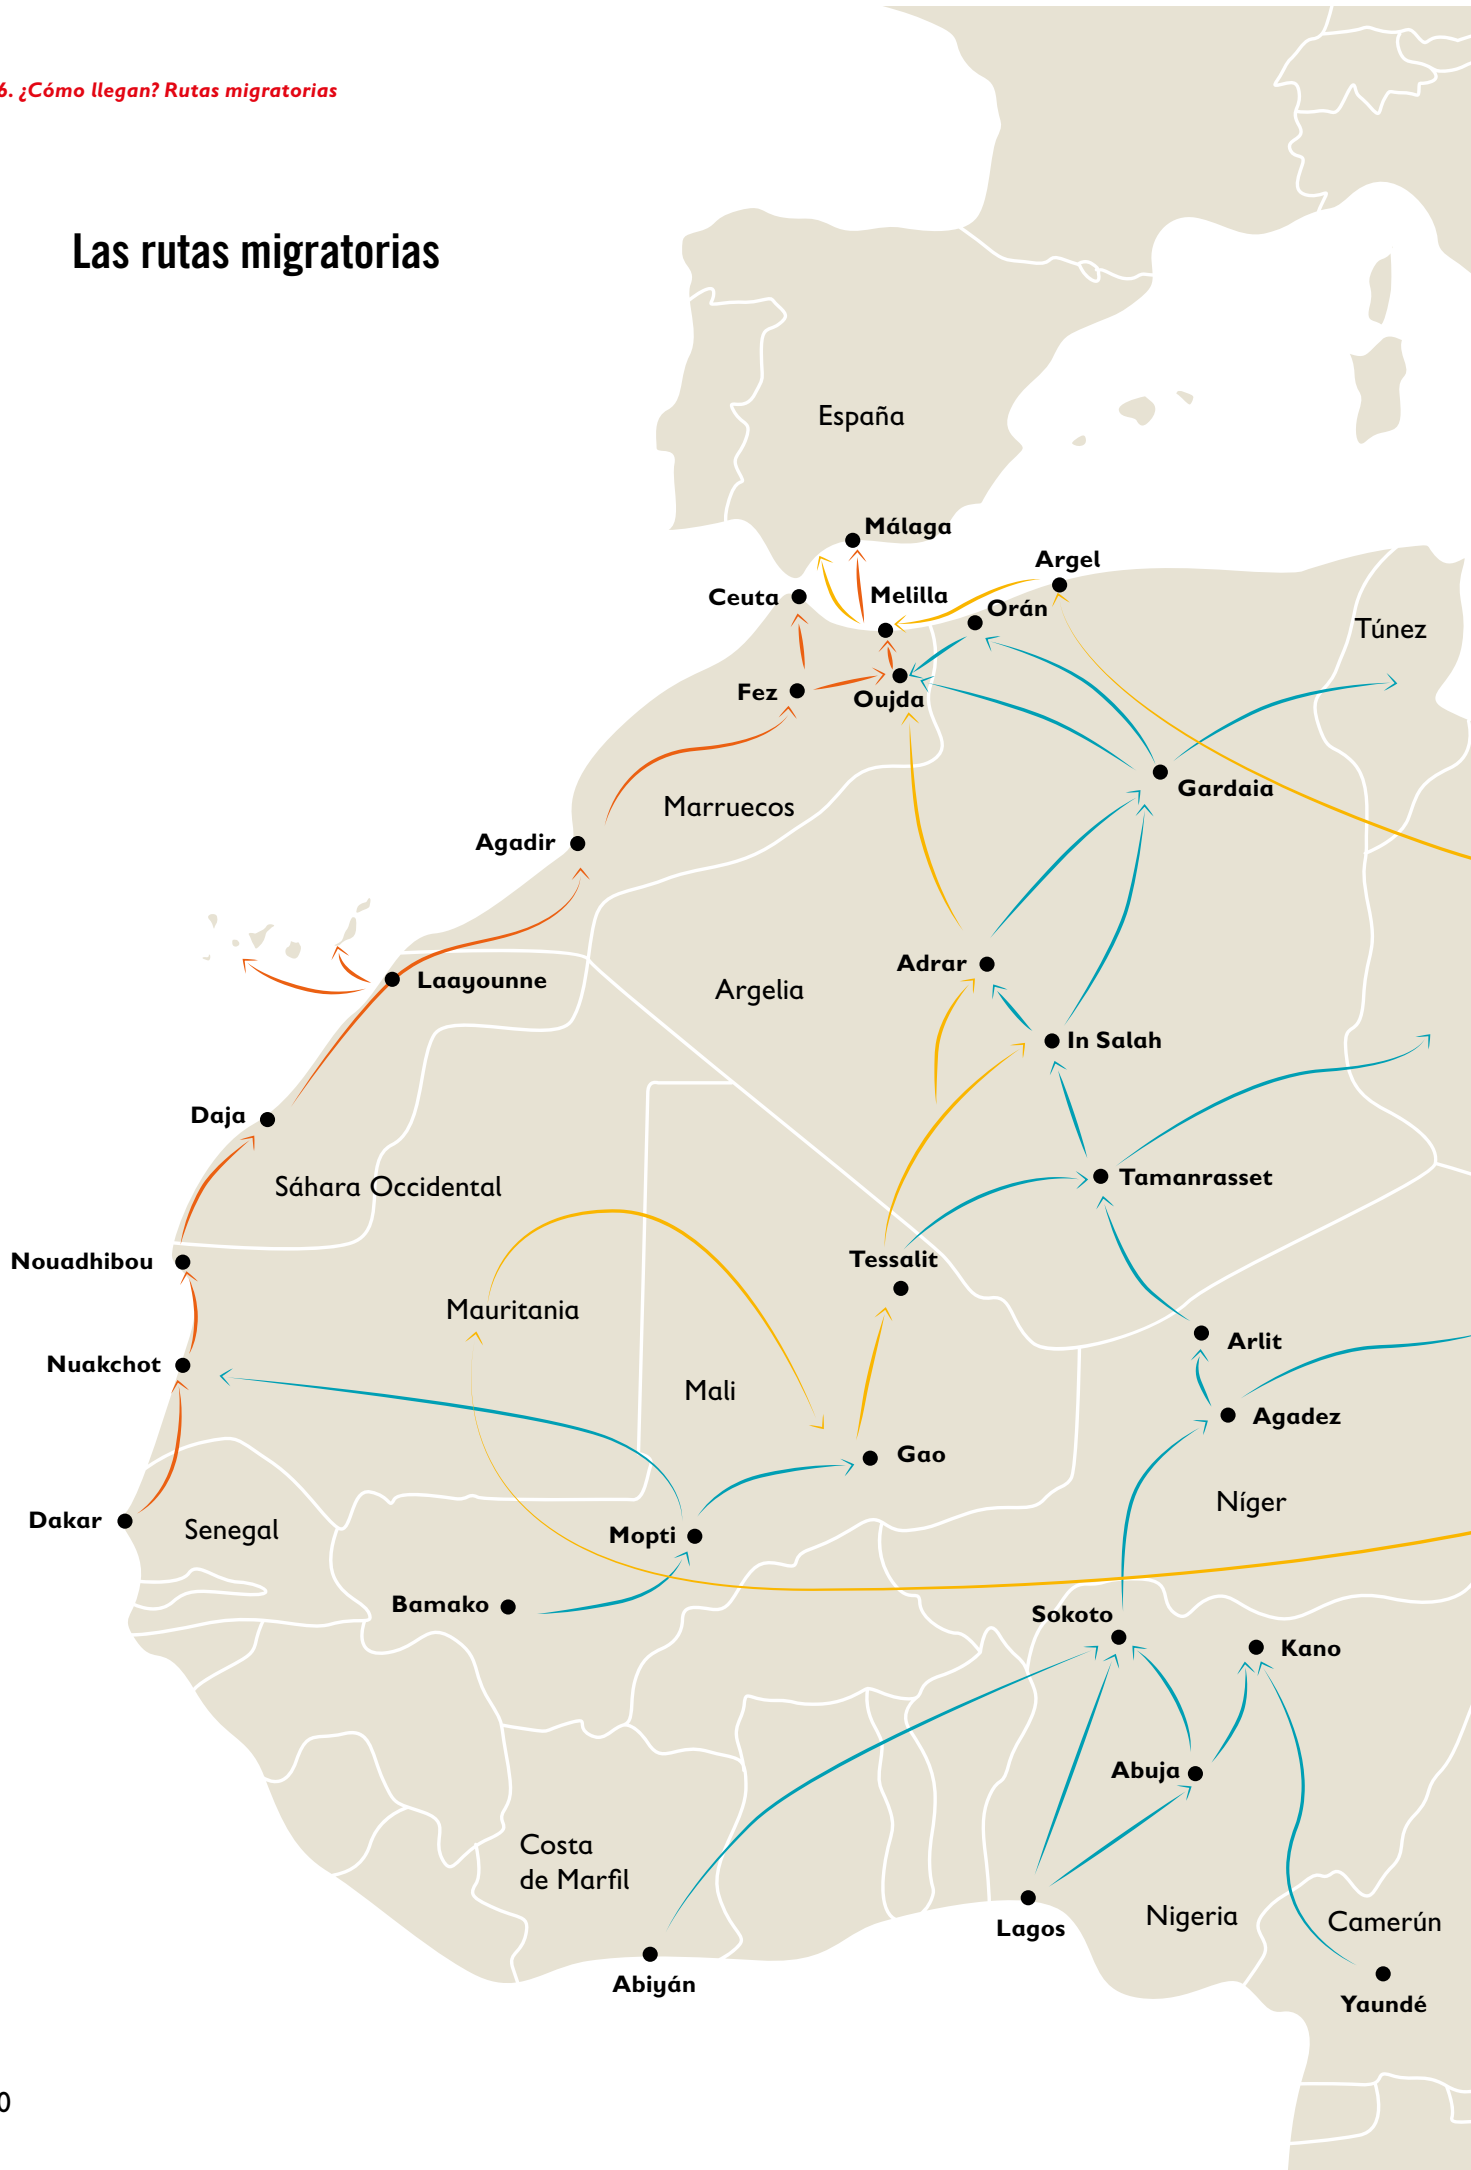 6. ¿Cómo llegan? Rutas migratorias
Las rutas migratorias
España
Málaga
Argel
Ceuta
Melilla
Orán
Túnez
Fez
Oujda
Gardaia
Marruecos
Agadir
Adrar
Laayounne
Argelia
In Salah
Daja
Tamanrasset
Sáhara Occidental
Nouadhibou
Tessalit
Mauritania
Arlit
Nuakchot
Mali
Agadez
Gao
Níger
Dakar
Senegal
Mopti
Bamako
Sokoto
Kano
Abuja
Costa
de Marfil
Nigeria
Camerún
Lagos
Abiyán
Yaundé
0